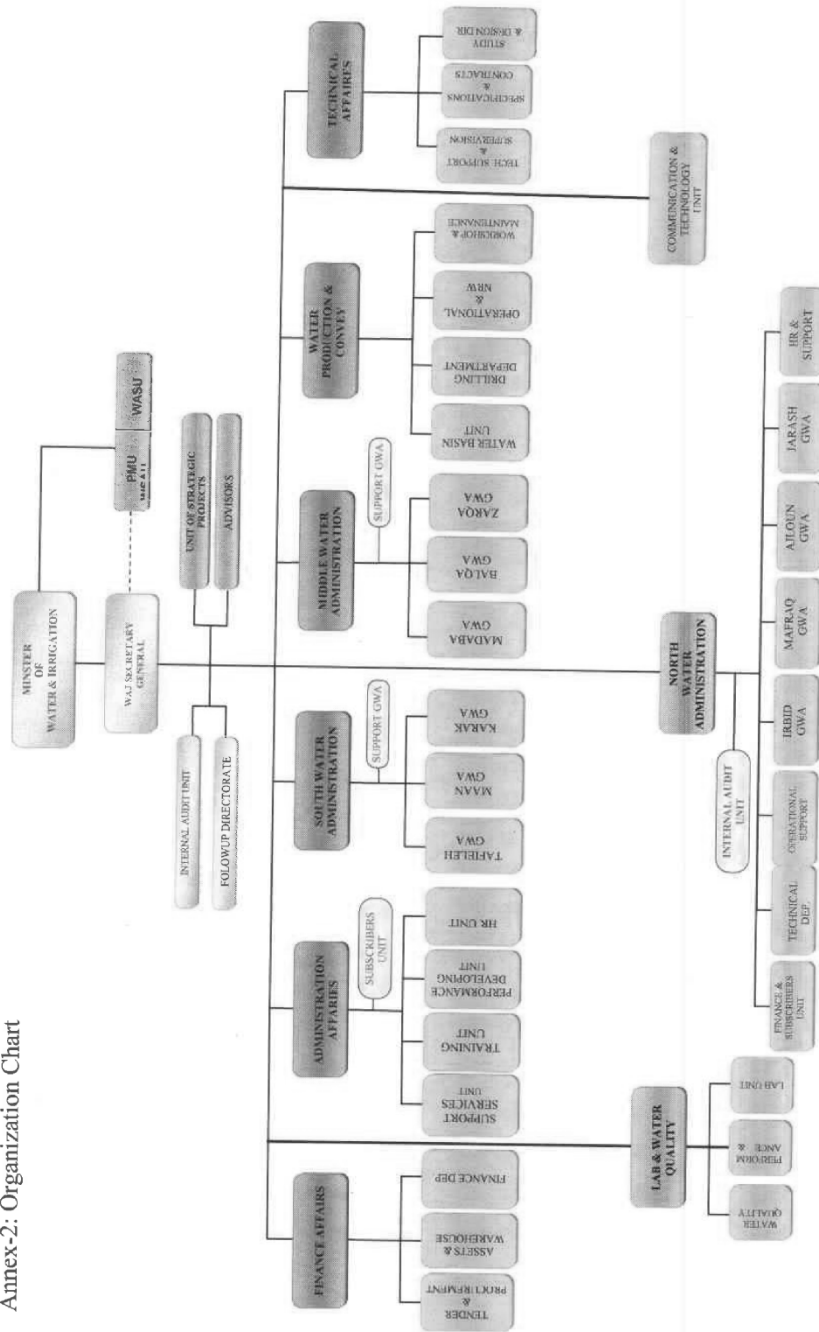 Annex-2: Organization Chart
MINSTER
OF
WATER & IRRIGATION
PMU
WASU
WAJ SECRETARY
GENERAL
UNIT OF STRATEGIC
PROJECTS
ADVISORS
INTERNAL AUDIT UNIT
FOLOWUP DIRECTORATE
FINANCE AFFAIRS
TENDER
&
PROCUREMENT
ASSETS &
WAREHOUSE
FINANCE DEP
ADMINISTRATION
AFFARIES
SUBSCRIBERS
UNIT
SUPPORT
SERVICES
UNIT
TRAINING
UNIT
PERFORMANCE
DEVELOPING
UNIT
HR UNIT
SOUTH WATER
ADMINISTRATION
SUPPORT GWA
TAFIELEH
GWA
MAAN
GWA
KARAK
GWA
MIDDLE WATER
ADMINISTRATION
SUPPORT GWA
MADABA
GWA
BALQA
GWA
ZARQA
GWA
WATER
PRODUCTION &
CONVEY
WATER BASIN
UNIT
DRILLING
DEPARTMENT
OPERATIONAL
&
NRW
WORKSHOP &
MAINTENANCE
TECHNICAL
AFFAIRES
TECH SUPPORT
&
SUPERVISION
SPECIFICATIONS
&
CONTRACTS
STUDY
& DESIGN DIR
LAB & WATER
QUALITY
WATER
QUALITY
PERFORM
ANCE &
LAB UNIT
NORTH
WATER
ADMINISTRATION
INTERNAL AUDIT
UNIT
FINANCE &
SUBSCRIBERS
UNIT
TECHNICAL
DEP.
OPERATIONAL
SUPPORT
IRBID
GWA
MAFRAQ
GWA
AJLOUN
GWA
JARASH
GWA
HR &
SUPPORT
COMMUNICATION &
TECHNOLOGY
UNIT